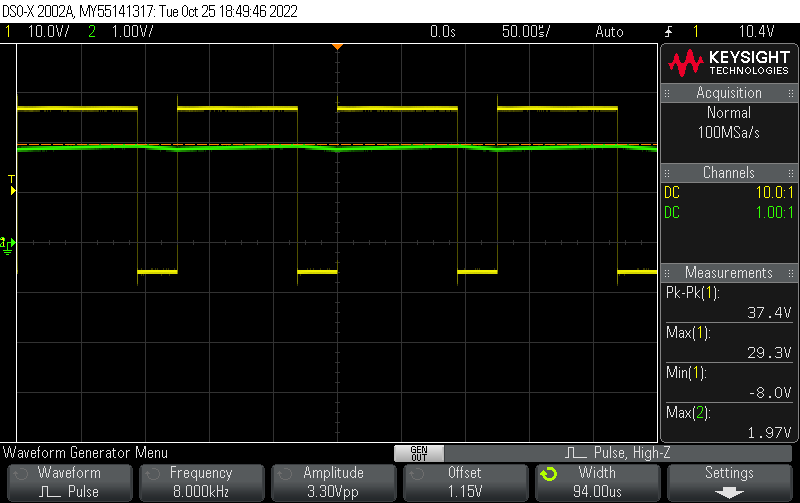 DSO-X 2002A, MY55141317: Tue Oct 25 18:49:46 2022
1 10.0V/ 2 1.00V/ 0.0s 50.00us/ Auto 1 10.4V
KEYSIGHT
TECHNOLOGIES
Acquisition
Normal
100MSa/s
Channels
DC 10.0:1
DC 1.00:1
Measurements
Pk-Pk(1):
37.4V
Max(1):
29.3V
Min(1):
-8.0V
Max(2):
1.97V
T
Waveform Generator Menu
GEN
OUT
Pulse, High-Z
Waveform
Pulse
Frequency
8.000kHz
Amplitude
3.30Vpp
Offset
1.15V
Width
94.00us
Settings